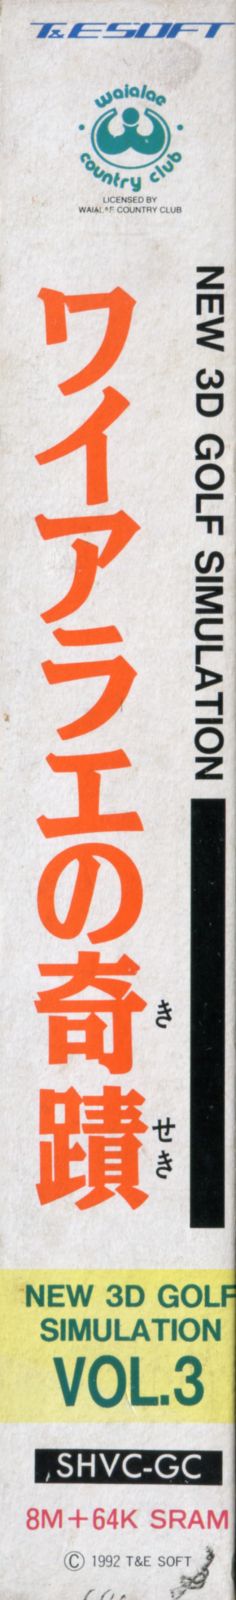 T&E SOFT
waialae
country club
LICENSED BY
WAIALAE COUNTRY CLUB
NEW 3D GOLF SIMULATION
ワイアラエの奇蹟
きせき
NEW 3D GOLF
SIMULATION
VOL.3
SHVC-GC
8M+64K SRAM
© 1992 T&E SOFT